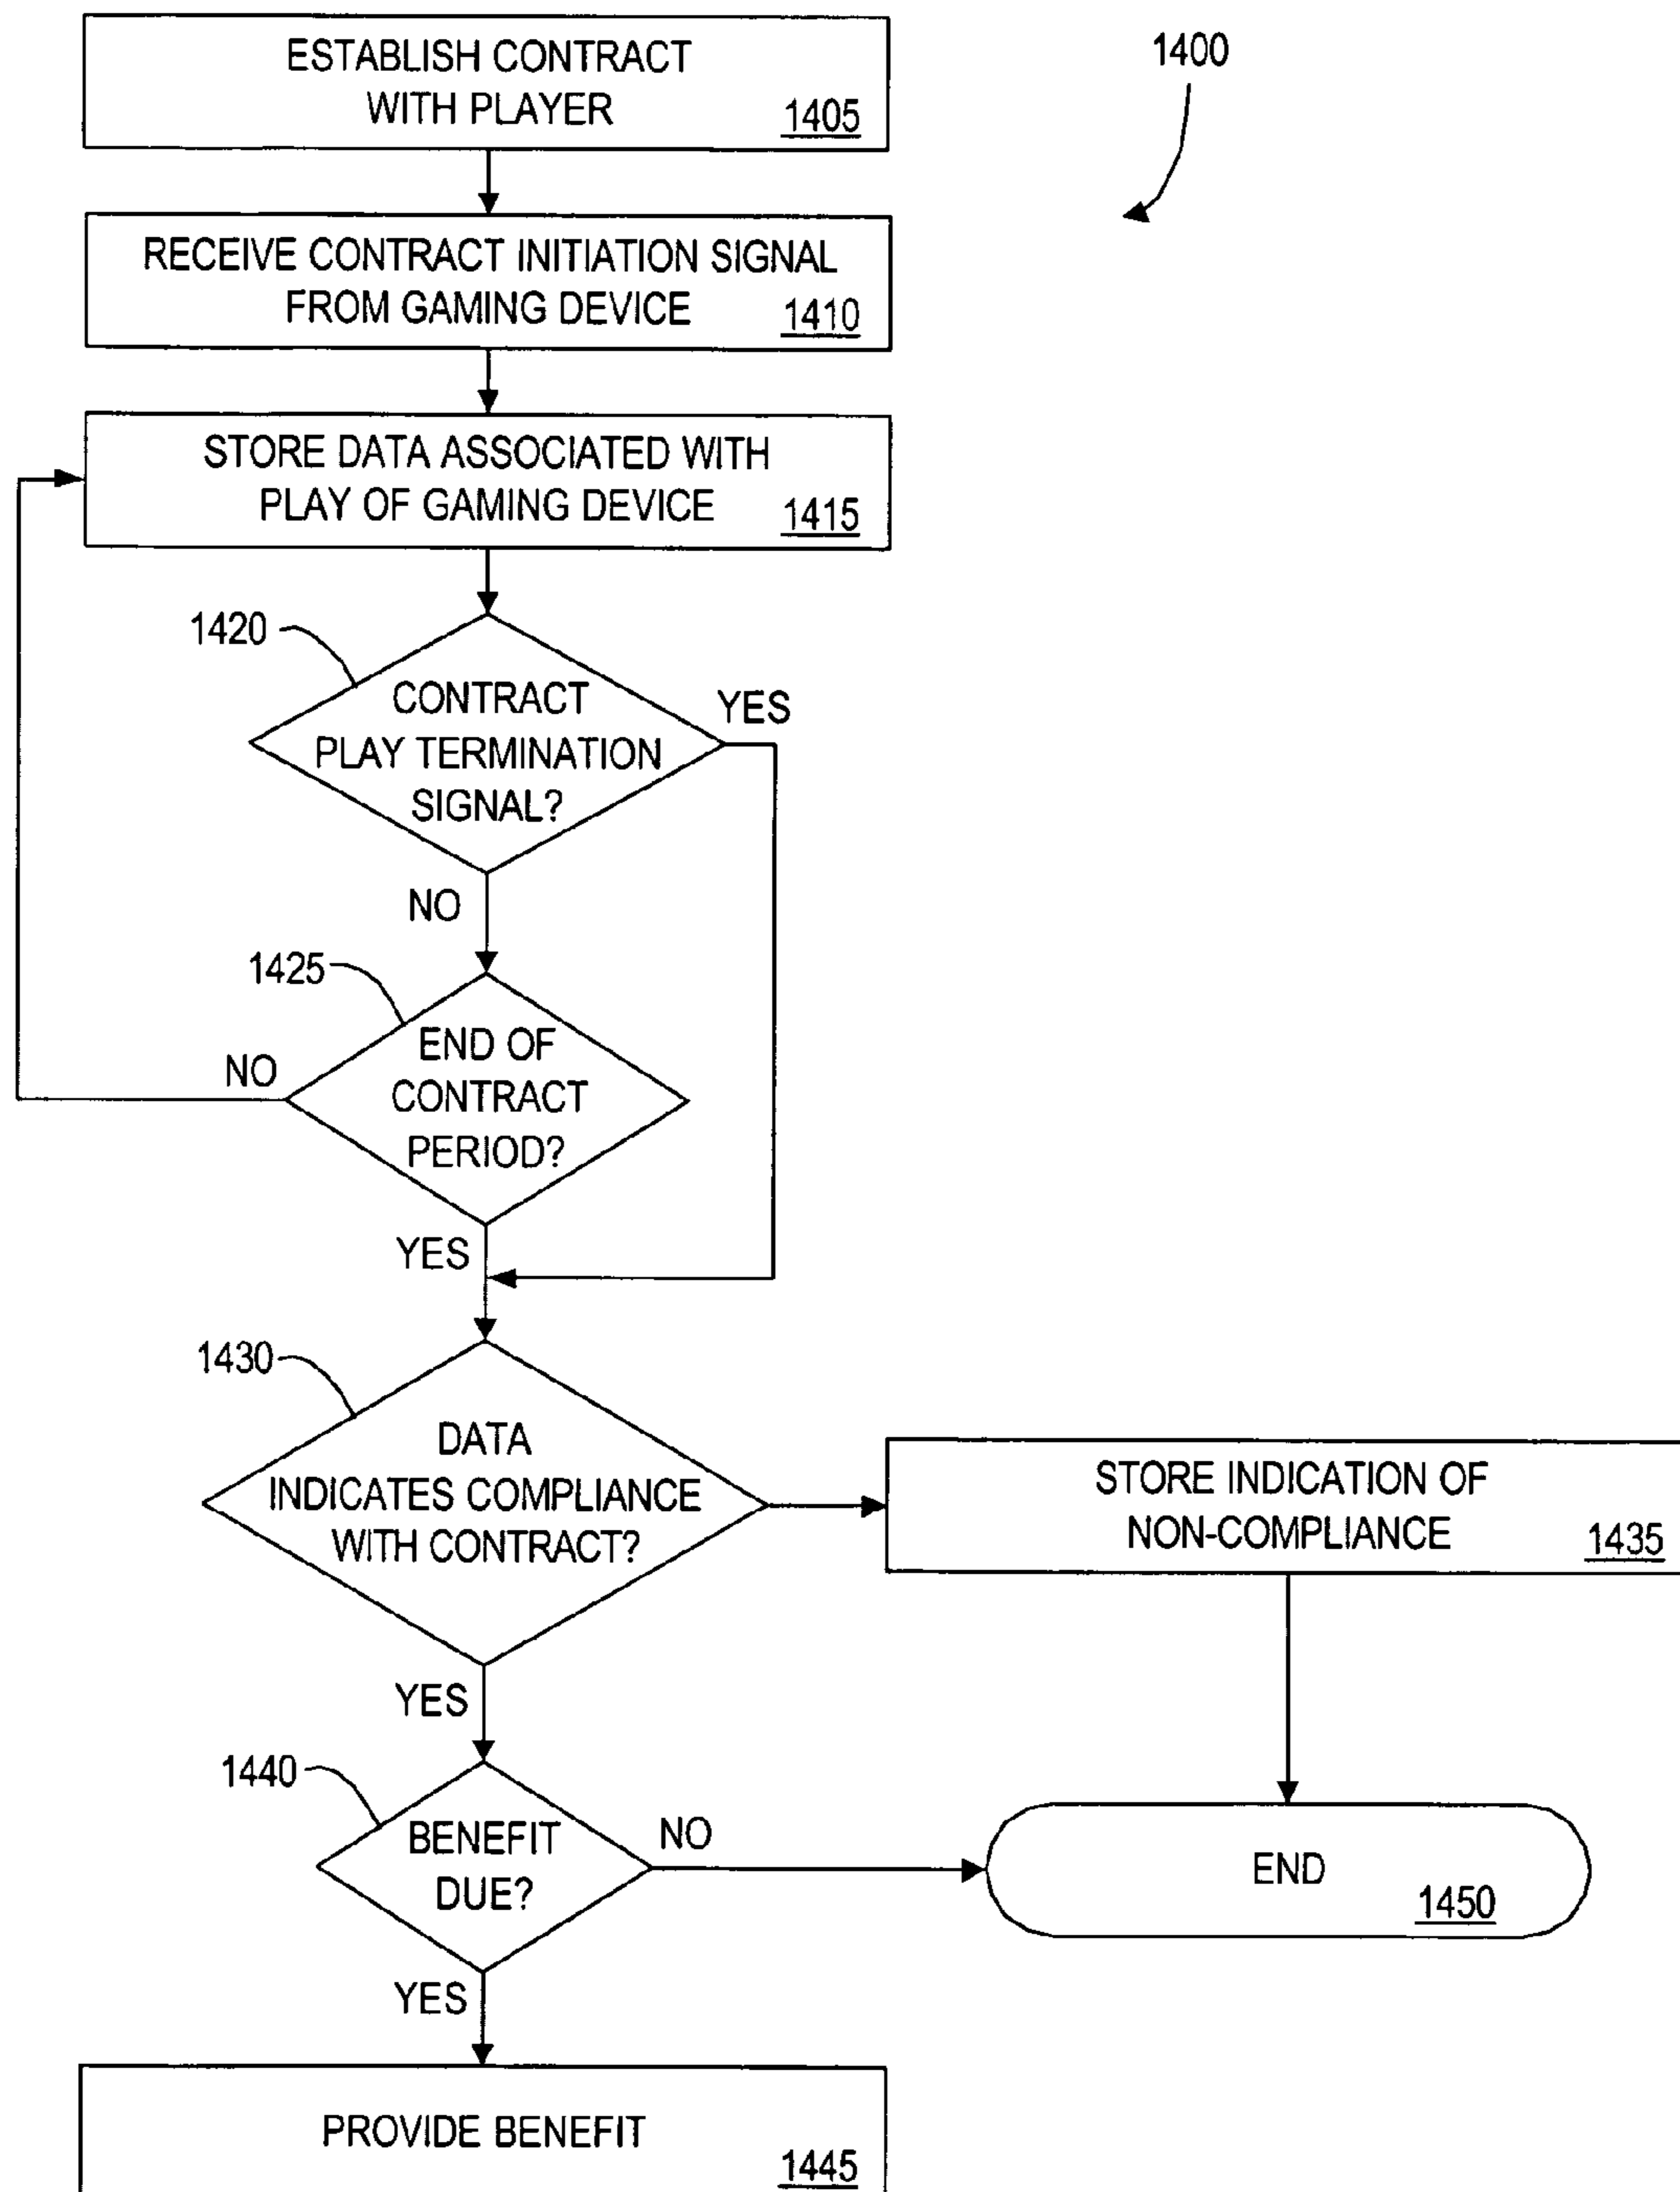 ESTABLISH CONTRACT
WITH PLAYER
1405
1400
RECEIVE CONTRACT INITIATION SIGNAL
FROM GAMING DEVICE
1410
STORE DATA ASSOCIATED WITH
PLAY OF GAMING DEVICE
1415
1420
CONTRACT
PLAY TERMINATION
SIGNAL?
YES
NO
1425
END OF
CONTRACT
PERIOD?
NO
YES
1430
DATA
INDICATES COMPLIANCE
WITH CONTRACT?
STORE INDICATION OF
NON-COMPLIANCE
1435
YES
1440
BENEFIT
DUE?
NO
END
1450
YES
PROVIDE BENEFIT
1445